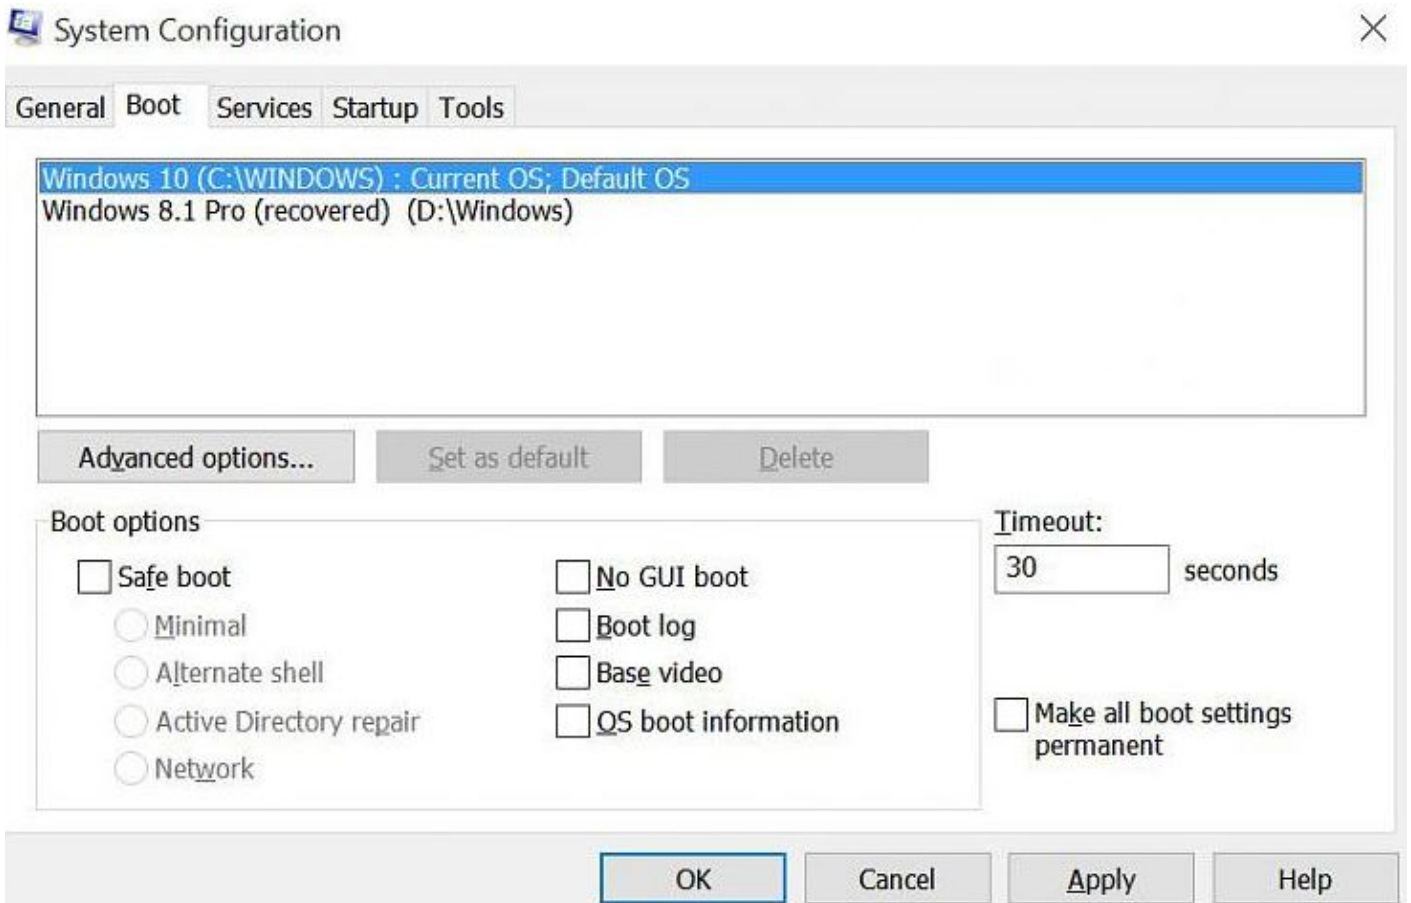 System Configuration
General Boot Services Startup Tools
Windows 10 (C:\WINDOWS) : Current OS; Default OS
Windows 8.1 Pro (recovered) (D:\Windows)
Advanced options... Set as default Delete
Boot options
Timeout:
Safe boot
No GUI boot
30 seconds
Minimal
Boot log
Alternate shell
Base video
Active Directory repair
OS boot information
Make all boot settings
permanent
Network
OK Cancel Apply Help